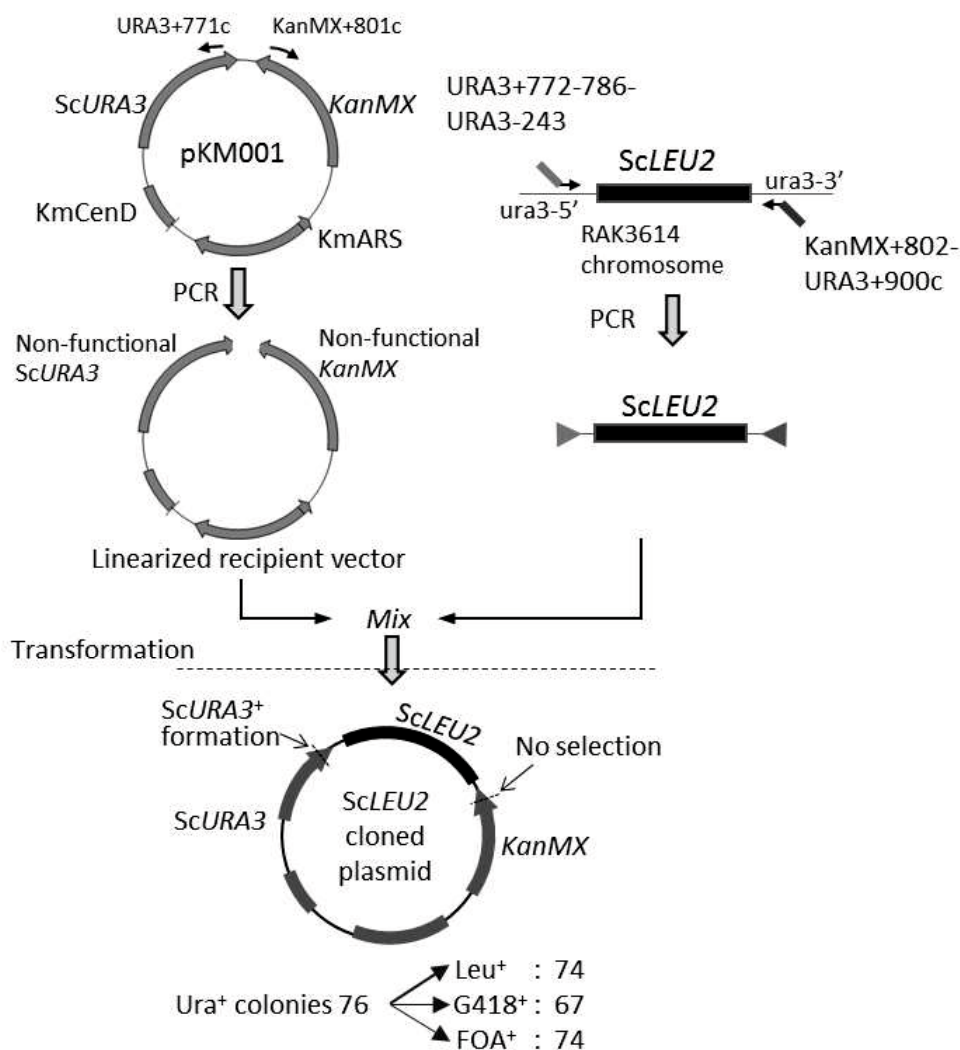 URA3+771c
KanMX+801c
ScURA3
KanMX
pKM001
KmCenD
KmARS
PCR
URA3+772-786-
URA3-243
ScLEU2
ura3-5′
ura3-3′
RAK3614
chromosome
KanMX+802-
URA3+900c
PCR
Non-functional
ScURA3
Non-functional
KanMX
ScLEU2
Linearized recipient vector
Mix
Transformation
ScURA3⁺
formation
ScLEU2
No selection
ScURA3
ScLEU2
cloned
plasmid
KanMX
Ura⁺ colonies 76
Leu⁺ : 74
G418⁺ : 67
FOA⁺ : 74